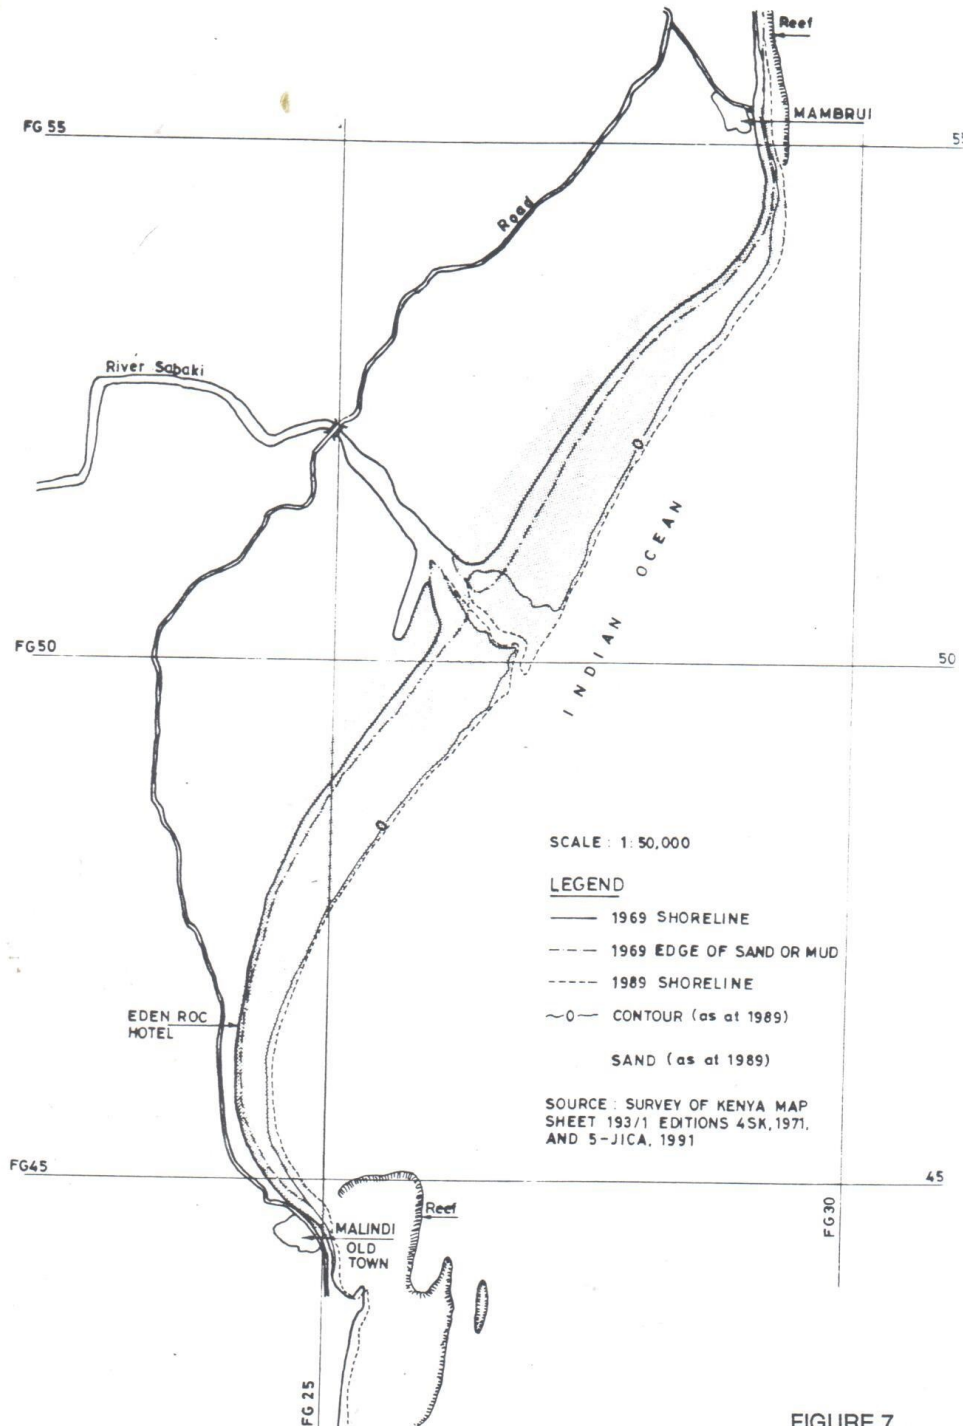 Reef
MAMBRUI
FG 55
55
Road
River Sabaki
INDIAN OCEAN
FG50
50
SCALE : 1:50,000
LEGEND
1969 SHORELINE
1969 EDGE OF SAND OR MUD
1989 SHORELINE
0 CONTOUR (as at 1989)
SAND (as at 1989)
SOURCE : SURVEY OF KENYA MAP
SHEET 193/1 EDITIONS 4SK, 1971,
AND 5-JICA, 1991
0
0
EDEN ROC
HOTEL
FG45
45
Reef
MALINDI
OLD
TOWN
FG30
FG 25
FIGURE 7